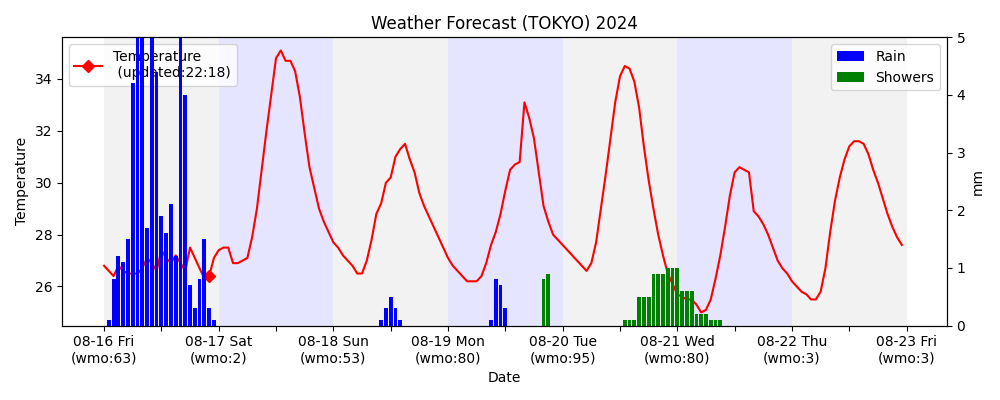 Weather Forecast (TOKYO) 2024
Temperature
(updated:22:18)
Rain
Showers
Temperature
34
32
30
28
26
5
4
3
2
1
0
mm
08-16 Fri
(wmo:63)
08-17 Sat
(wmo:2)
08-18 Sun
(wmo:53)
08-19 Mon
(wmo:80)
08-20 Tue
(wmo:95)
08-21 Wed
(wmo:80)
08-22 Thu
(wmo:3)
08-23 Fri
(wmo:3)
Date